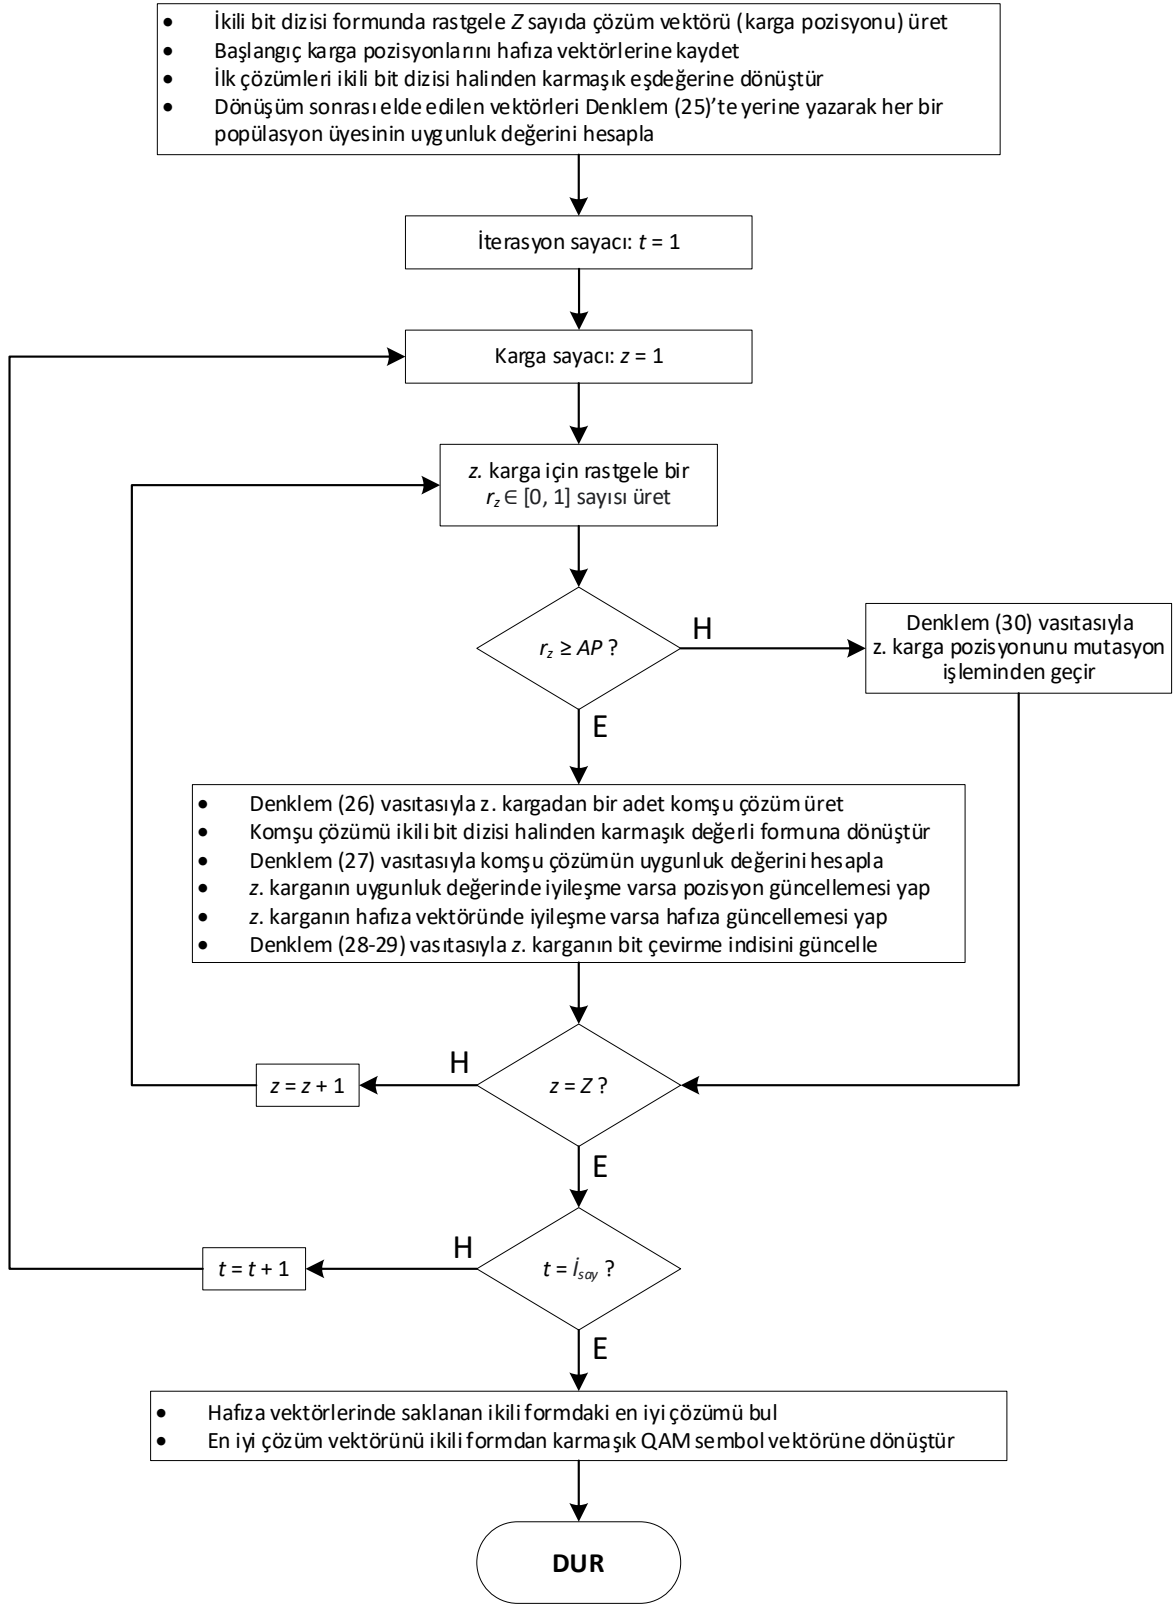 • İkili bit dizisi formunda rastgele Z sayıda çözüm vektörü (karga pozisyonu) üret
• Başlangıç karga pozisyonlarını hafıza vektörlerine kaydet
• İlk çözümleri ikili bit dizisi halinden karmaşık eşdeğerine dönüştür
• Dönüşüm sonrası elde edilen vektörleri Denklem (25)'te yerine yazarak her bir
popülasyon üyesinin uygunluk değerini hesapla
İterasyon sayacı: t = 1
Karga sayacı: z = 1
z. karga için rastgele bir
r_z ∈ [0, 1] sayısı üret
r_z ≥ AP ?
H
Denklem (30) vasıtasıyla
z. karga pozisyonunu mutasyon
işleminden geçir
E
• Denklem (26) vasıtasıyla z. kargadan bir adet komşu çözüm üret
• Komşu çözümü ikili bit dizisi halinden karmaşık değerli formuna dönüştür
• Denklem (27) vasıtasıyla komşu çözümün uygunluk değerini hesapla
• z. karganın uygunluk değerinde iyileşme varsa pozisyon güncellemesi yap
• z. karganın hafıza vektöründe iyileşme varsa hafıza güncellemesi yap
• Denklem (28-29) vasıtasıyla z. karganın bit çevirme indisini güncelle
z = Z ?
H
z = z + 1
E
t = İ_say ?
H
t = t + 1
E
• Hafıza vektörlerinde saklanan ikili formdaki en iyi çözümü bul
• En iyi çözüm vektörünü ikili formdan karmaşık QAM sembol vektörüne dönüştür
DUR